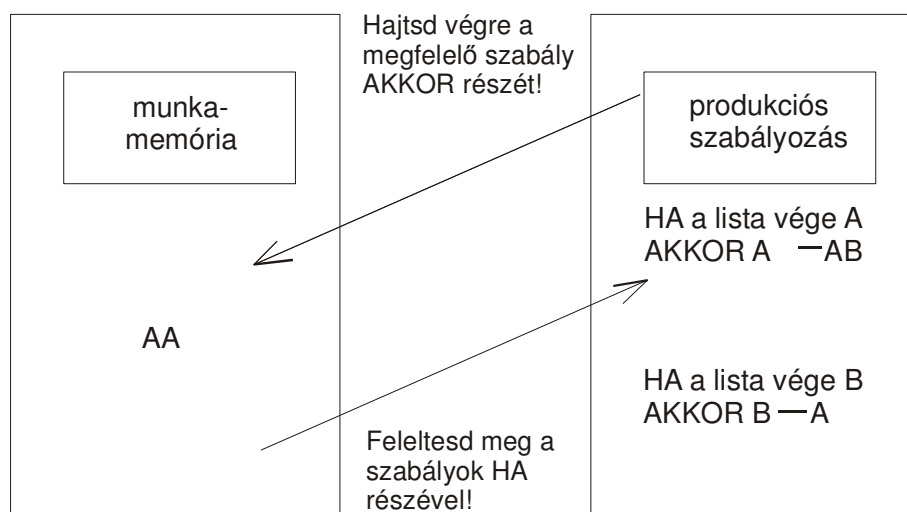 Hajtsd végre a
megfelelő szabály
AKKOR részét!
munka-
memória
produkciós
szabályozás
HA a lista vége A
AKKOR A —AB
AA
HA a lista vége B
AKKOR B — A
Feleltesd meg a
szabályok HA
részével!